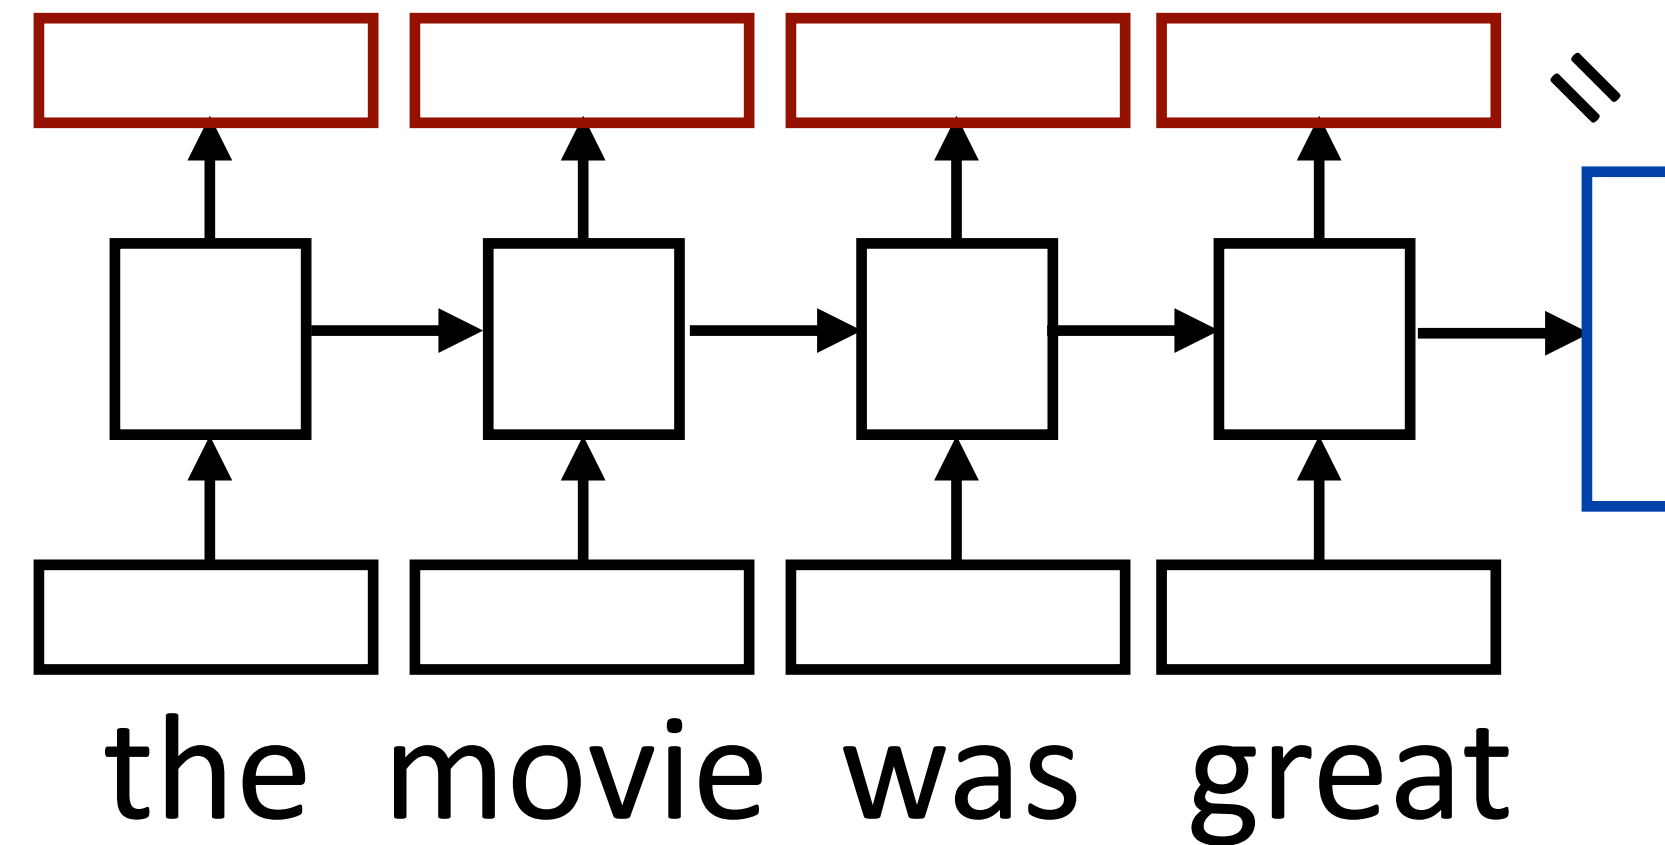 =
the movie was great